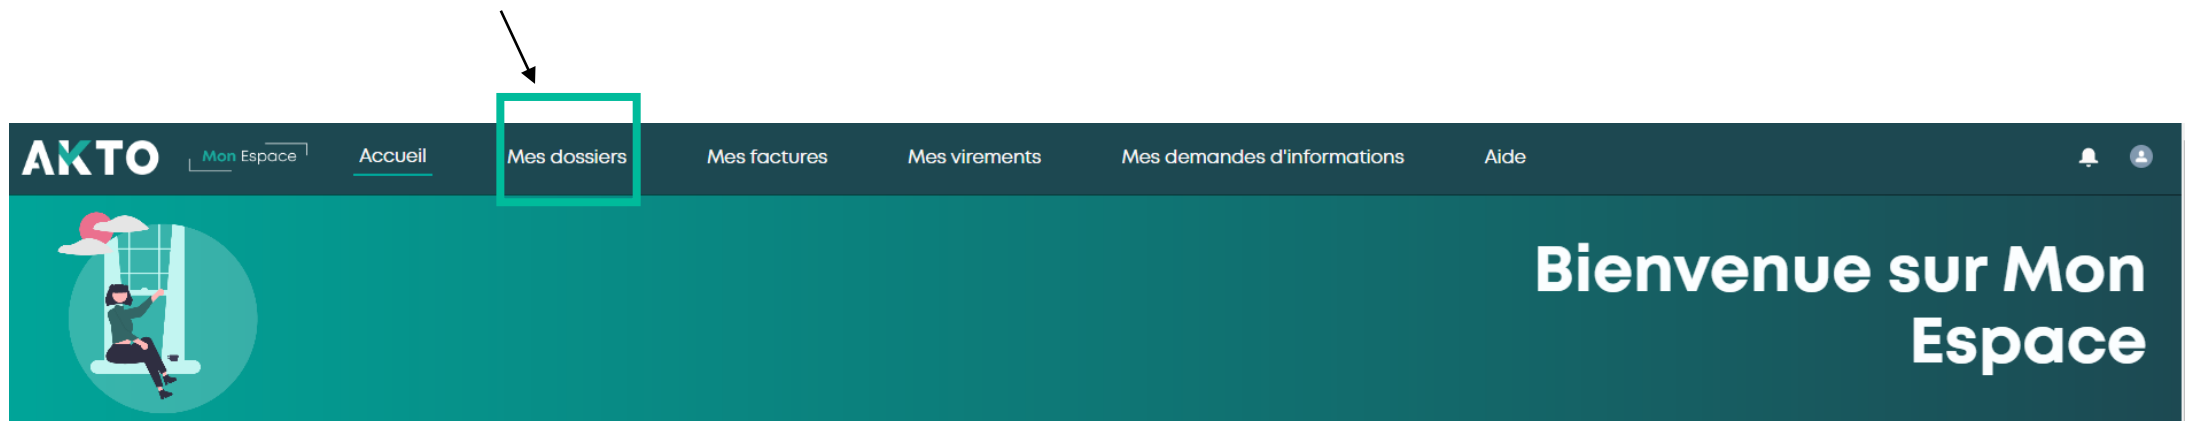 AKTO Mon Espace Accueil Mes dossiers Mes factures Mes virements Mes demandes d'informations Aide
Bienvenue sur Mon
Espace